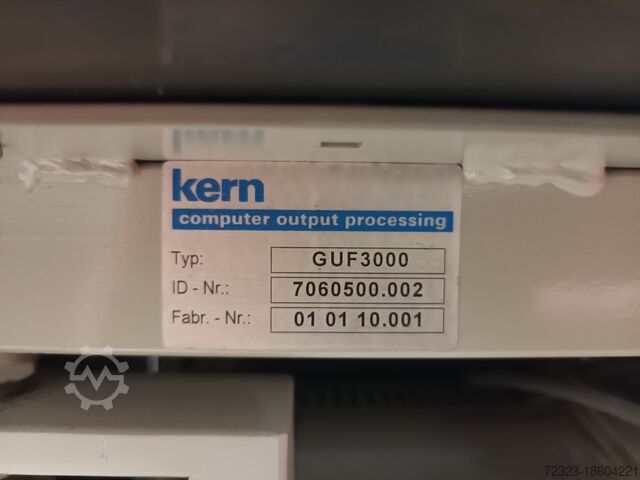 kern
computer output processing
Typ: GUF3000
ID - Nr.: 7060500.002
Fabr. - Nr.: 01 01 10.001
72323-18604221